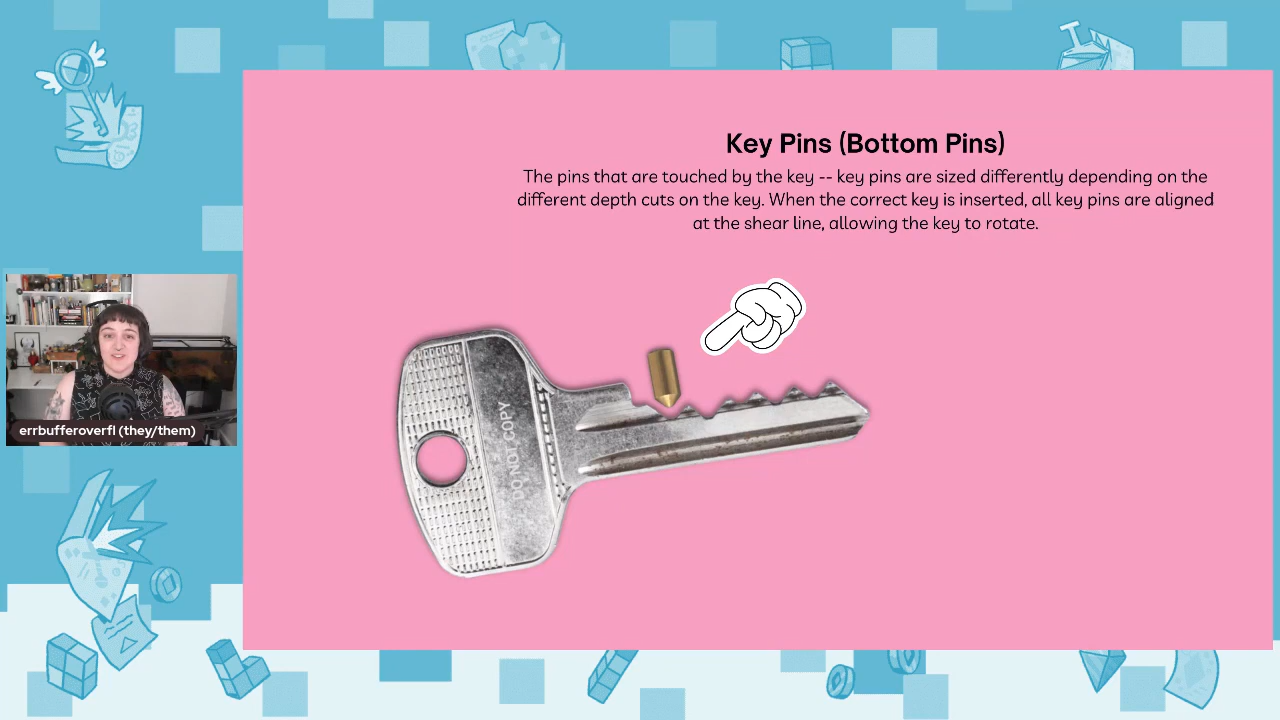 Key Pins (Bottom Pins)
The pins that are touched by the key -- key pins are sized differently depending on the
different depth cuts on the key. When the correct key is inserted, all key pins are aligned
at the shear line, allowing the key to rotate.
DO NOT COPY
errbufferoverfl (they/them)